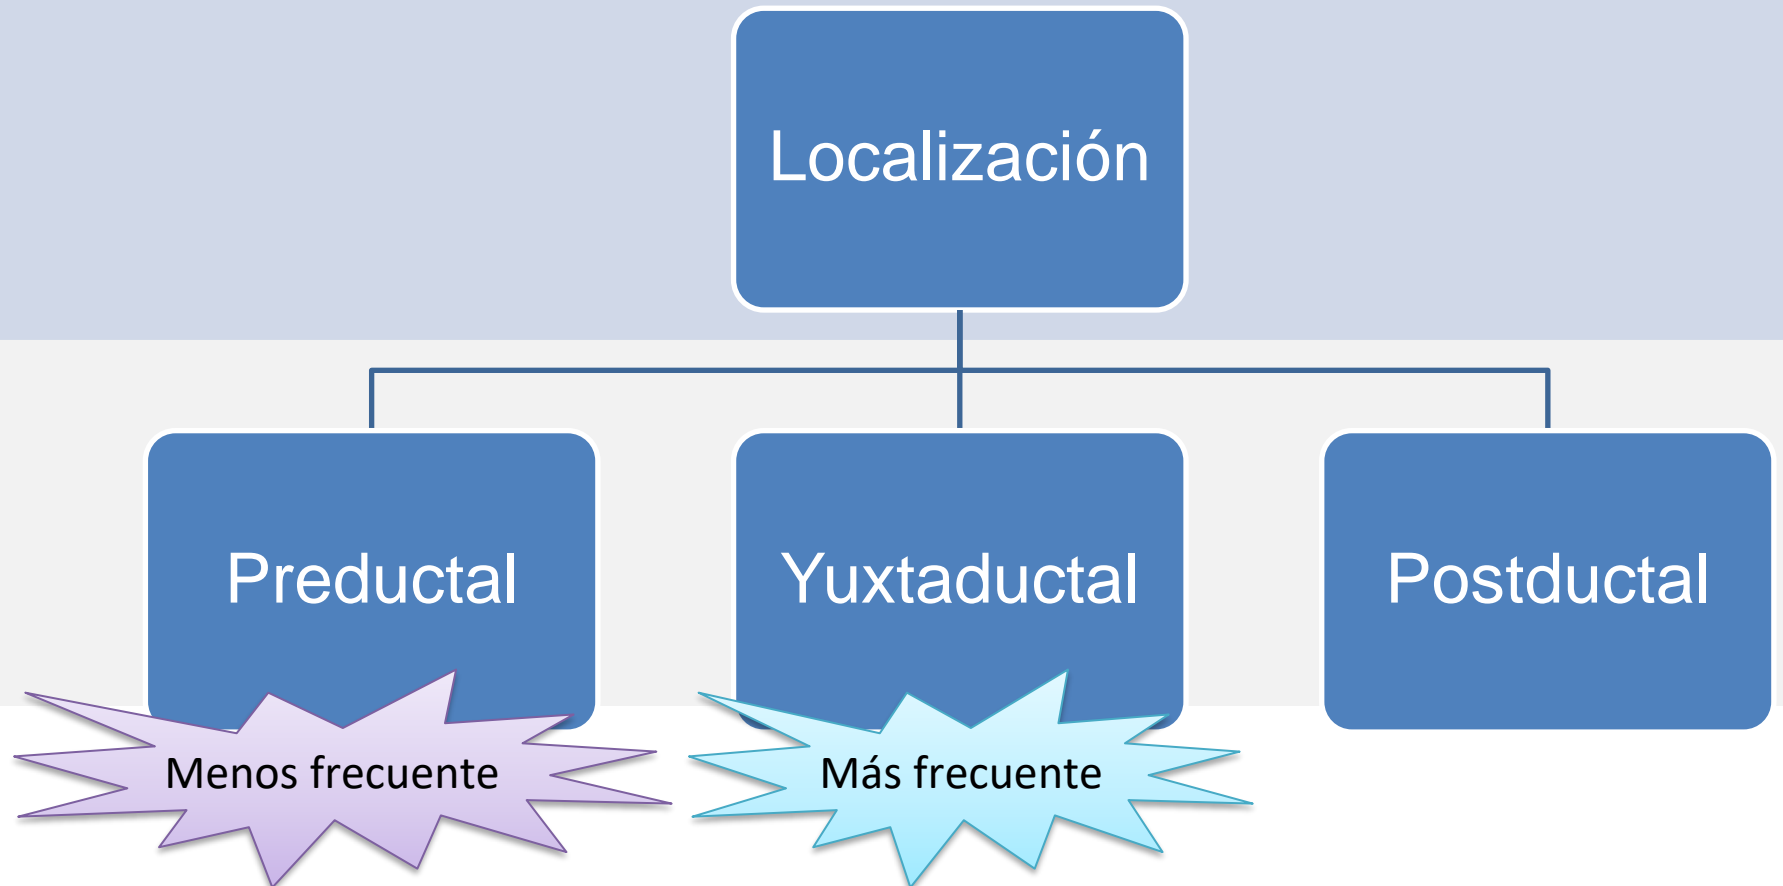 Localización
Preductal
Yuxtaductal
Postductal
Menos frecuente
Más frecuente